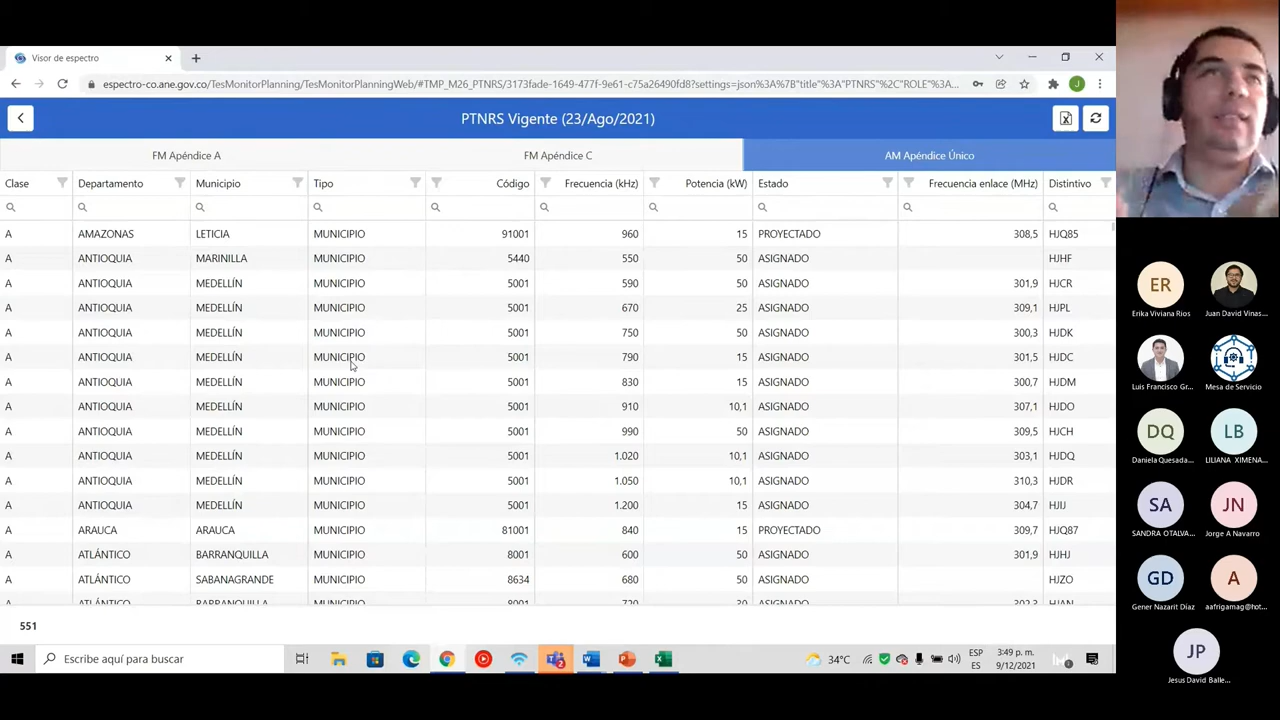 Visor de espectro
espectro-co.ane.gov.co/TesMonitorPlanning/TesMonitorPlanningWeb/#TMP_M26_PTNRS/3173fade-1649-477f-9e61-c75a26490fd8?settings=json%3A%7B"title"%3A"PTNRS"%2C"ROLE"%3A...
J
PTNRS Vigente (23/Ago/2021)
FM Apéndice A FM Apéndice C AM Apéndice Único
Clase Departamento Municipio Tipo Código Frecuencia (kHz) Potencia (kW) Estado Frecuencia enlace (MHz) Distintivo
A AMAZONAS LETICIA MUNICIPIO 91001 960 15 PROYECTADO 308,5 HJQ85
A ANTIOQUIA MARINILLA MUNICIPIO 5440 550 50 ASIGNADO HJHF
A ANTIOQUIA MEDELLÍN MUNICIPIO 5001 590 50 ASIGNADO 301,9 HJCR
A ANTIOQUIA MEDELLÍN MUNICIPIO 5001 670 25 ASIGNADO 309,1 HJPL
A ANTIOQUIA MEDELLÍN MUNICIPIO 5001 750 50 ASIGNADO 300,3 HJDK
A ANTIOQUIA MEDELLÍN MUNICIPIO 5001 790 15 ASIGNADO 301,5 HJDC
A ANTIOQUIA MEDELLÍN MUNICIPIO 5001 830 15 ASIGNADO 300,7 HJDM
A ANTIOQUIA MEDELLÍN MUNICIPIO 5001 910 10,1 ASIGNADO 307,1 HJDO
A ANTIOQUIA MEDELLÍN MUNICIPIO 5001 990 50 ASIGNADO 309,5 HJCH
A ANTIOQUIA MEDELLÍN MUNICIPIO 5001 1.020 10,1 ASIGNADO 303,1 HJDQ
A ANTIOQUIA MEDELLÍN MUNICIPIO 5001 1.050 10,1 ASIGNADO 310,3 HJDR
A ANTIOQUIA MEDELLÍN MUNICIPIO 5001 1.200 15 ASIGNADO 304,7 HJIJ
A ARAUCA ARAUCA MUNICIPIO 81001 840 15 PROYECTADO 309,7 HJQ87
A ATLÁNTICO BARRANQUILLA MUNICIPIO 8001 600 50 ASIGNADO 301,9 HJHJ
A ATLÁNTICO SABANAGRANDE MUNICIPIO 8634 680 50 ASIGNADO HJZO
A ATLÁNTICO BARRANQUILLA MUNICIPIO 8001 720 30 ASIGNADO 302,3 HJAN
551
Escribe aquí para buscar
34°C
ESP
ES
3:49 p. m.
9/12/2021
ER
Erika Viviana Rios
Juan David Vinas...
Luis Francisco Gr...
Mesa de Servicio
DQ LB
Daniela Quesada... LILIANA XIMENA...
SA JN
SANDRA OTALVA... Jorge A Navarro
GD A
Gener Nazarit Diaz aafrigamag@hot...
JP
Jesus David Balle...